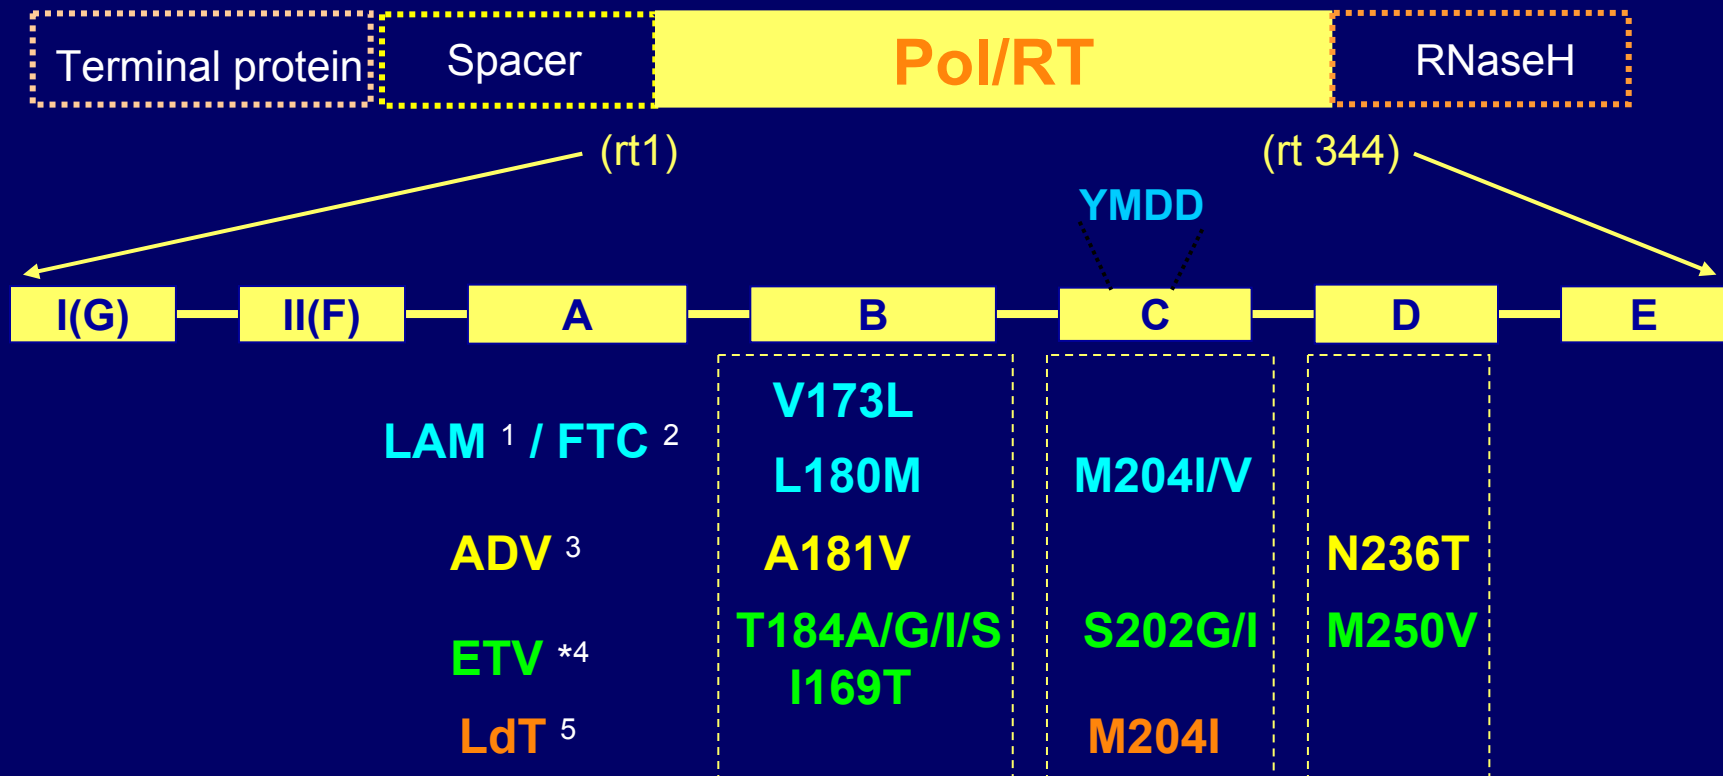 Terminal protein Spacer Pol/RT RNaseH
(rt1) (rt 344)
YMDD
I(G) II(F) A B C D E
V173L
LAM 1 / FTC 2
L180M M204I/V
ADV 3 A181V N236T
T184A/G/I/S S202G/I M250V
ETV *4
I169T
LdT 5 M204I